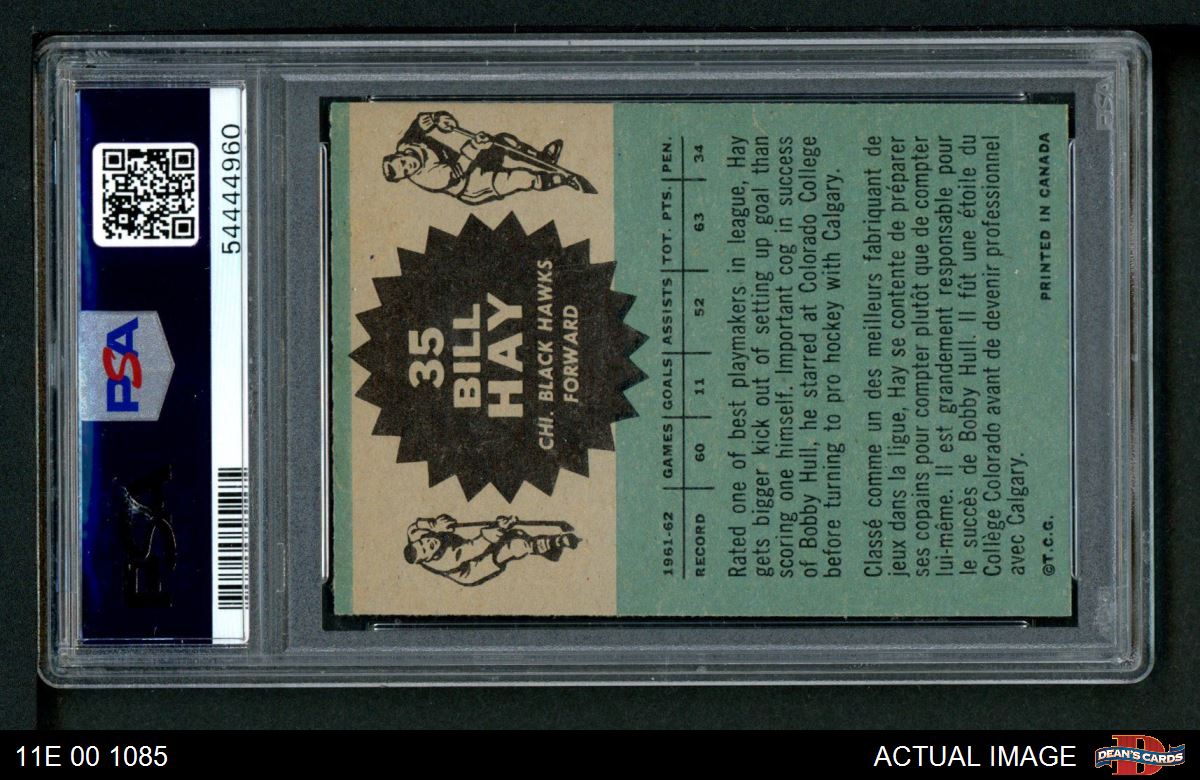 PSA
54444960
PSA
35
BILL
HAY
CHI. BLACK HAWKS
FORWARD
1961-62 GAMES GOALS ASSISTS TOT. PTS. PEN.
RECORD 60 11 52 63 34
Rated one of best playmakers in league, Hay
gets bigger kick out of setting up goal than
scoring one himself. Important cog in success
of Bobby Hull, he starred at Colorado College
before turning to pro hockey with Calgary.
Classé comme un des meilleurs fabriquant de
jeux dans la ligue, Hay se contente de préparer
ses copains pour compter plutôt que de compter
lui-même. Il est grandement responsable pour
le succès de Bobby Hull. Il fût une étoile du
Collège Colorado avant de devenir professionnel
avec Calgary.
©T.C.G. PRINTED IN CANADA
PSA
11E 00 1085
ACTUAL IMAGE
DEAN'S CARDS